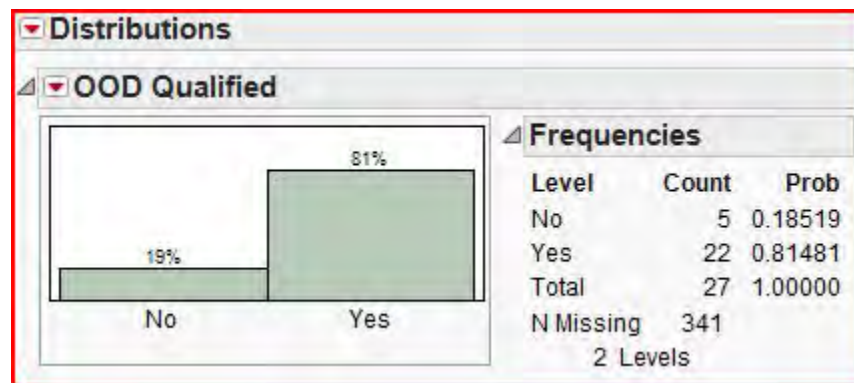 Distributions
OOD Qualified
19%
81%
No Yes
Frequencies
Level Count Prob
No 5 0.18519
Yes 22 0.81481
Total 27 1.00000
N Missing 341
2 Levels